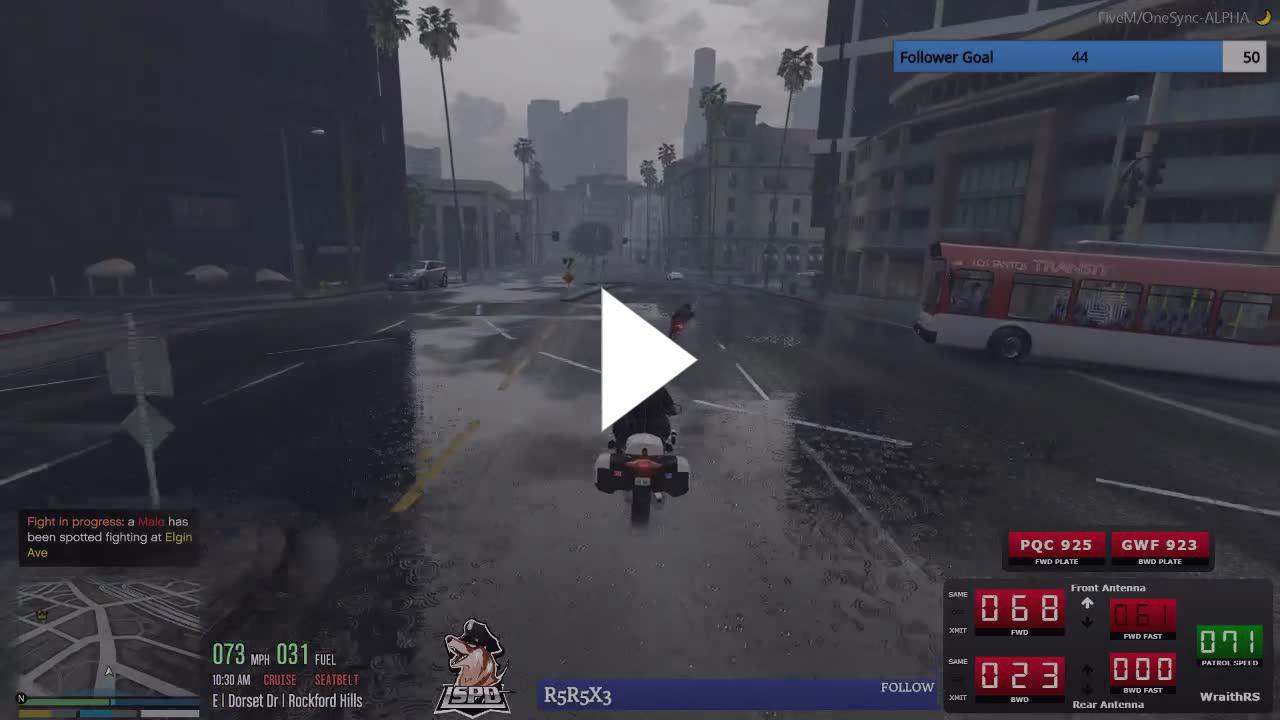 FiveM/OneSync-ALPHA
Follower Goal 44 50
LOS SANTOS TRANSIT
Fight in progress: a Male has
been spotted fighting at Elgin
Ave
PQC 925 GWF 923
FWD PLATE BWD PLATE
SAME 068 Front Antenna 061
XMIT FWD FWD FAST
071
PATROL SPEED
SAME 023 000
XMIT BWD BWD FAST
Rear Antenna
WraithRS
N
073 MPH 031 FUEL
10:30 AM CRUISE SEATBELT
E | Dorset Dr | Rockford Hills
LSPD
R5R5X3 FOLLOW